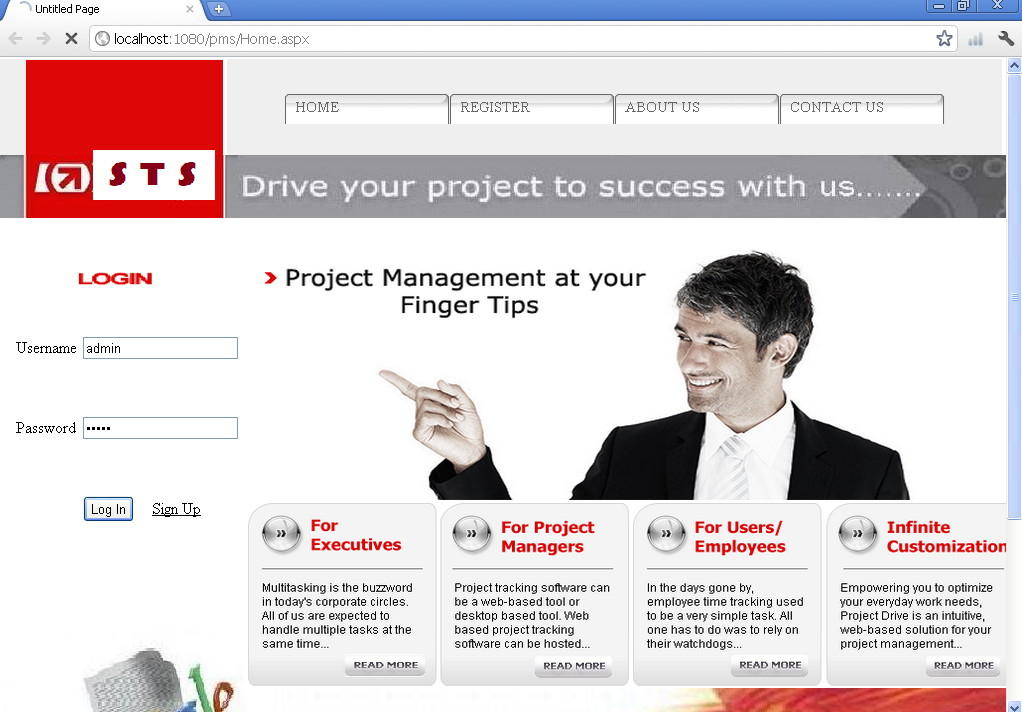 Untitled Page
localhost:1080/pms/Home.aspx
HOME
REGISTER
ABOUT US
CONTACT US
S T S
Drive your project to success with us.......
LOGIN
Username
admin
Password
•••••
Log In
Sign Up
Project Management at your
Finger Tips
For
Executives
Multitasking is the buzzword
in today's corporate circles.
All of us are expected to
handle multiple tasks at the
same time...
READ MORE
For Project
Managers
Project tracking software can
be a web-based tool or
desktop based tool. Web
based project tracking
software can be hosted...
READ MORE
For Users/
Employees
In the days gone by,
employee time tracking used
to be a very simple task. All
one has to do was to rely on
their watchdogs...
READ MORE
Infinite
Customization
Empowering you to optimize
your everyday work needs,
Project Drive is an intuitive,
web-based solution for your
project management...
READ MORE